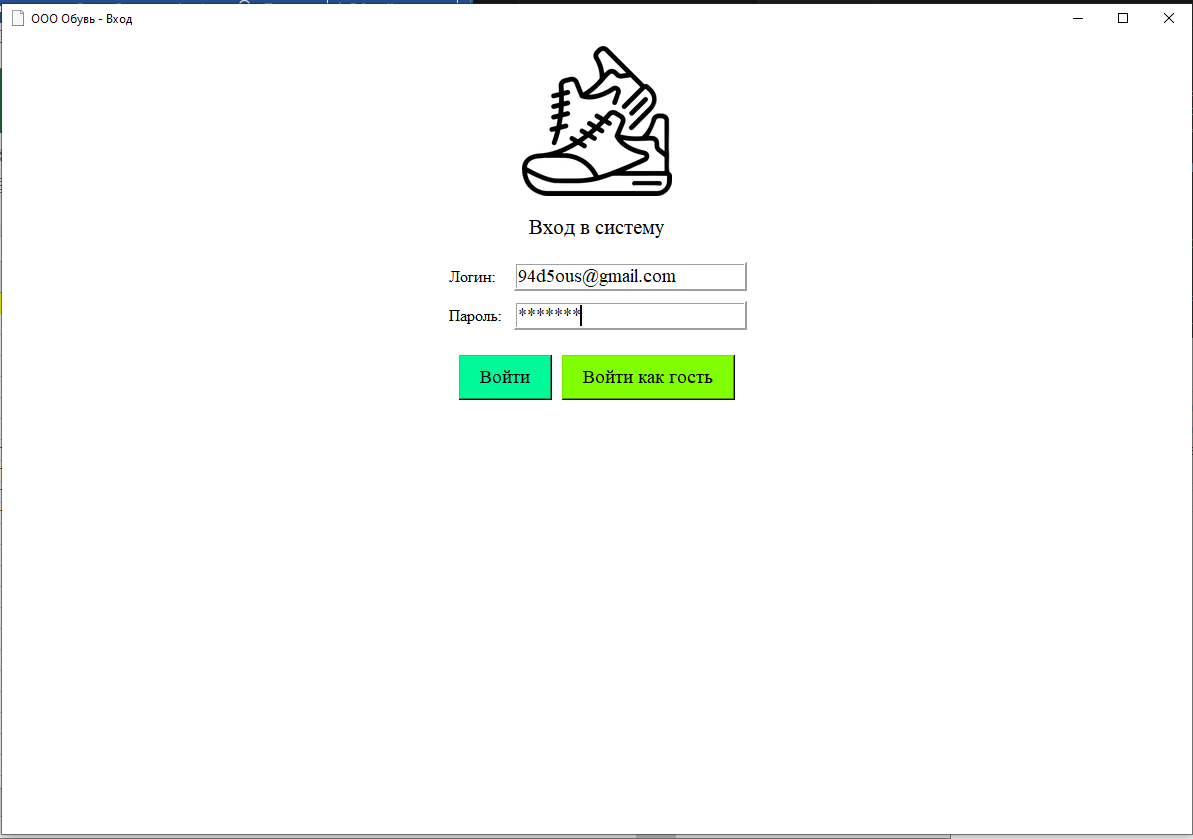 ООО Обувь - Вход
Вход в систему
Логин: 94d5ous@gmail.com
Пароль: *******
Войти Войти как гость